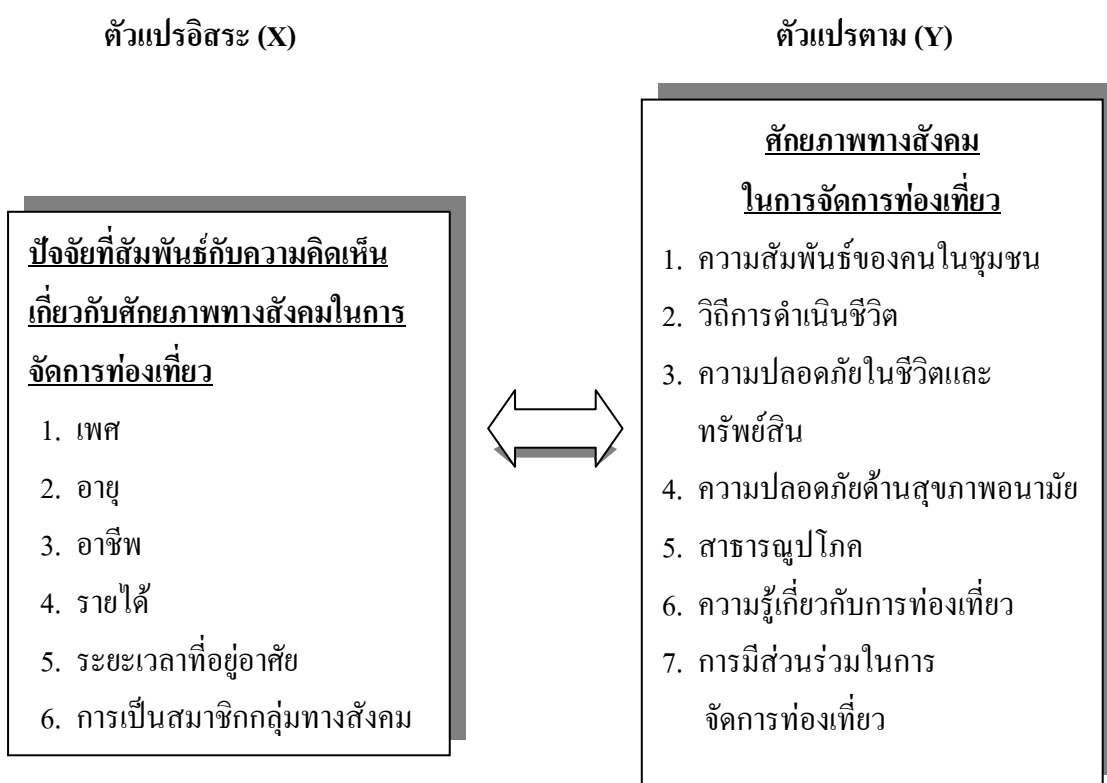 ตัวแปรอิสระ (X)
ตัวแปรตาม (Y)
ปัจจัยที่สัมพันธ์กับความคิดเห็น
เกี่ยวกับศักยภาพทางสังคมในการ
จัดการท่องเที่ยว
1. เพศ
2. อายุ
3. อาชีพ
4. รายได้
5. ระยะเวลาที่อยู่อาศัย
6. การเป็นสมาชิกกลุ่มทางสังคม
ศักยภาพทางสังคม
ในการจัดการท่องเที่ยว
1. ความสัมพันธ์ของคนในชุมชน
2. วิถีการดำเนินชีวิต
3. ความปลอดภัยในชีวิตและ
ทรัพย์สิน
4. ความปลอดภัยด้านสุขภาพอนามัย
5. สาธารณูปโภค
6. ความรู้เกี่ยวกับการท่องเที่ยว
7. การมีส่วนร่วมในการ
จัดการท่องเที่ยว